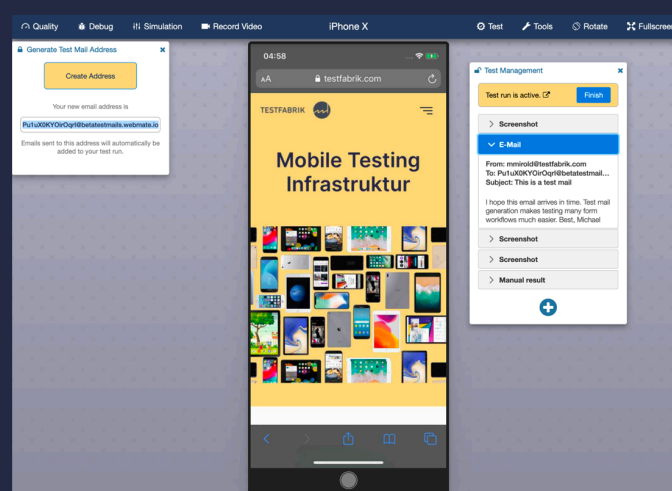 Quality
Debug
Simulation
Record Video
iPhone X
Test
Tools
Rotate
Fullscreen
Generate Test Mail Address
Create Address
Your new email address is
Pu1uX0KYOirOqrl@betatestmails.webmate.io
Emails sent to this address will automatically be
added to your test run.
04:58
AA
testfabrik.com
TESTFABRIK
Mobile Testing
Infrastruktur
Test Management
Test run is active.
Finish
Screenshot
E-Mail
From: mmirold@testfabrik.com
To: Pu1uX0KYOirOqrl@betatestmail...
Subject: This is a test mail
I hope this email arrives in time. Test mail
generation makes testing many form
workflows much easier. Best, Michael
Screenshot
Screenshot
Manual result